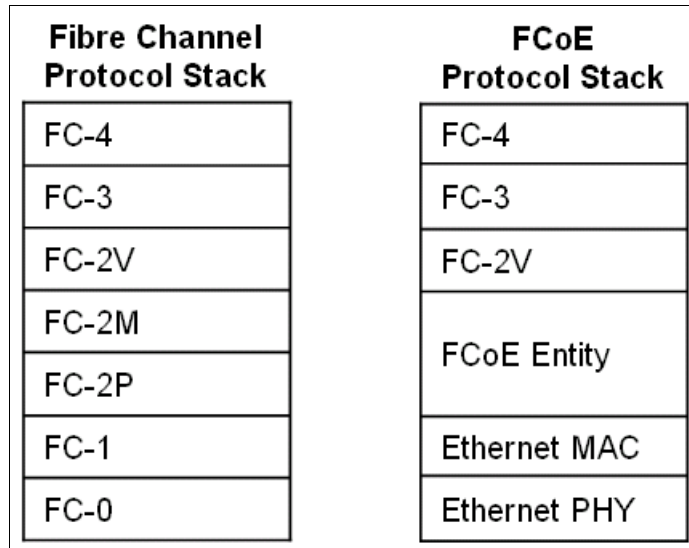 Fibre Channel
Protocol Stack
FC-4
FC-3
FC-2V
FC-2M
FC-2P
FC-1
FC-0
FCoE
Protocol Stack
FC-4
FC-3
FC-2V
FCoE Entity
Ethernet MAC
Ethernet PHY